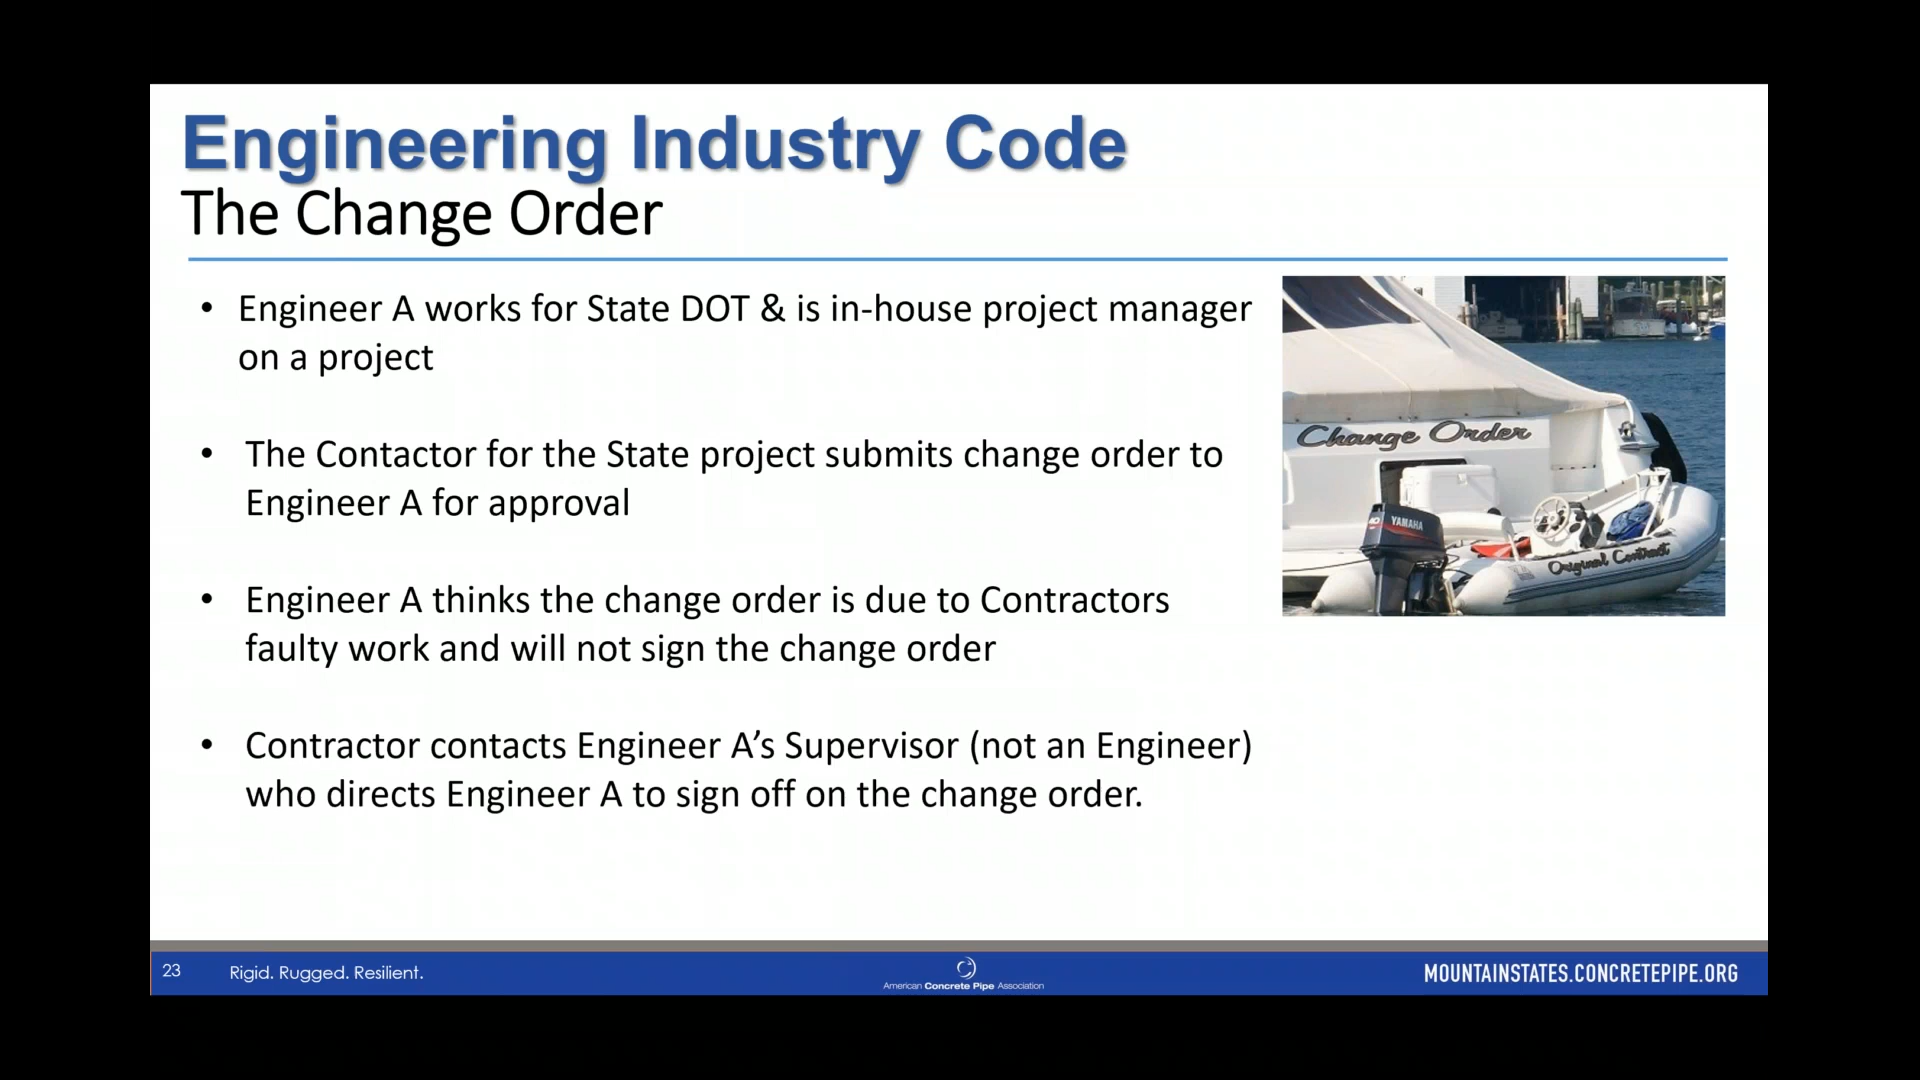 Engineering Industry Code
The Change Order
• Engineer A works for State DOT & is in-house project manager
on a project
• The Contactor for the State project submits change order to
Engineer A for approval
• Engineer A thinks the change order is due to Contractors
faulty work and will not sign the change order
• Contractor contacts Engineer A’s Supervisor (not an Engineer)
who directs Engineer A to sign off on the change order.
Change Order
YAMAHA
Original Contract
23
Rigid. Rugged. Resilient.
American Concrete Pipe Association
MOUNTAINSTATES.CONCRETEPIPE.ORG